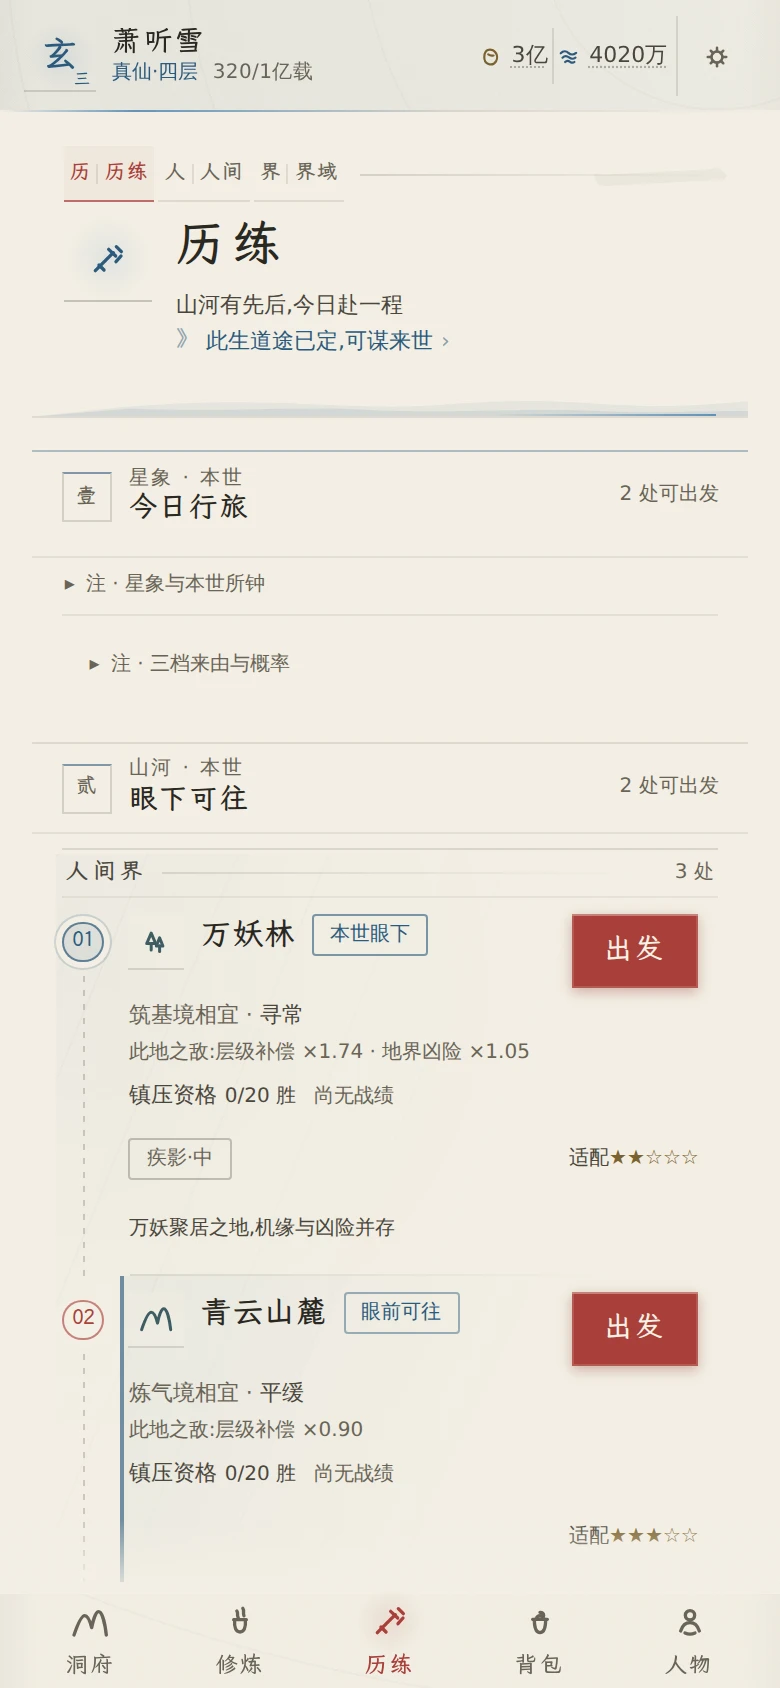 玄三
萧听雪
真仙·四层 320/1亿载
3亿 4020万
历 历练 人 人间 界 界域
历练
山河有先后,今日赴一程
》 此生道途已定,可谋来世 ›
壹
星象 · 本世
今日行旅
2 处可出发
▸ 注 · 星象与本世所钟
▸ 注 · 三档来由与概率
贰
山河 · 本世
眼下可往
2 处可出发
人间界
3 处
01
万妖林 本世眼下
出发
筑基境相宜 · 寻常
此地之敌:层级补偿 ×1.74 · 地界凶险 ×1.05
镇压资格 0/20 胜 尚无战绩
疾影·中
适配★★☆☆☆
万妖聚居之地,机缘与凶险并存
02
青云山麓 眼前可往
出发
炼气境相宜 · 平缓
此地之敌:层级补偿 ×0.90
镇压资格 0/20 胜 尚无战绩
适配★★★☆☆
洞府 修炼 历练 背包 人物